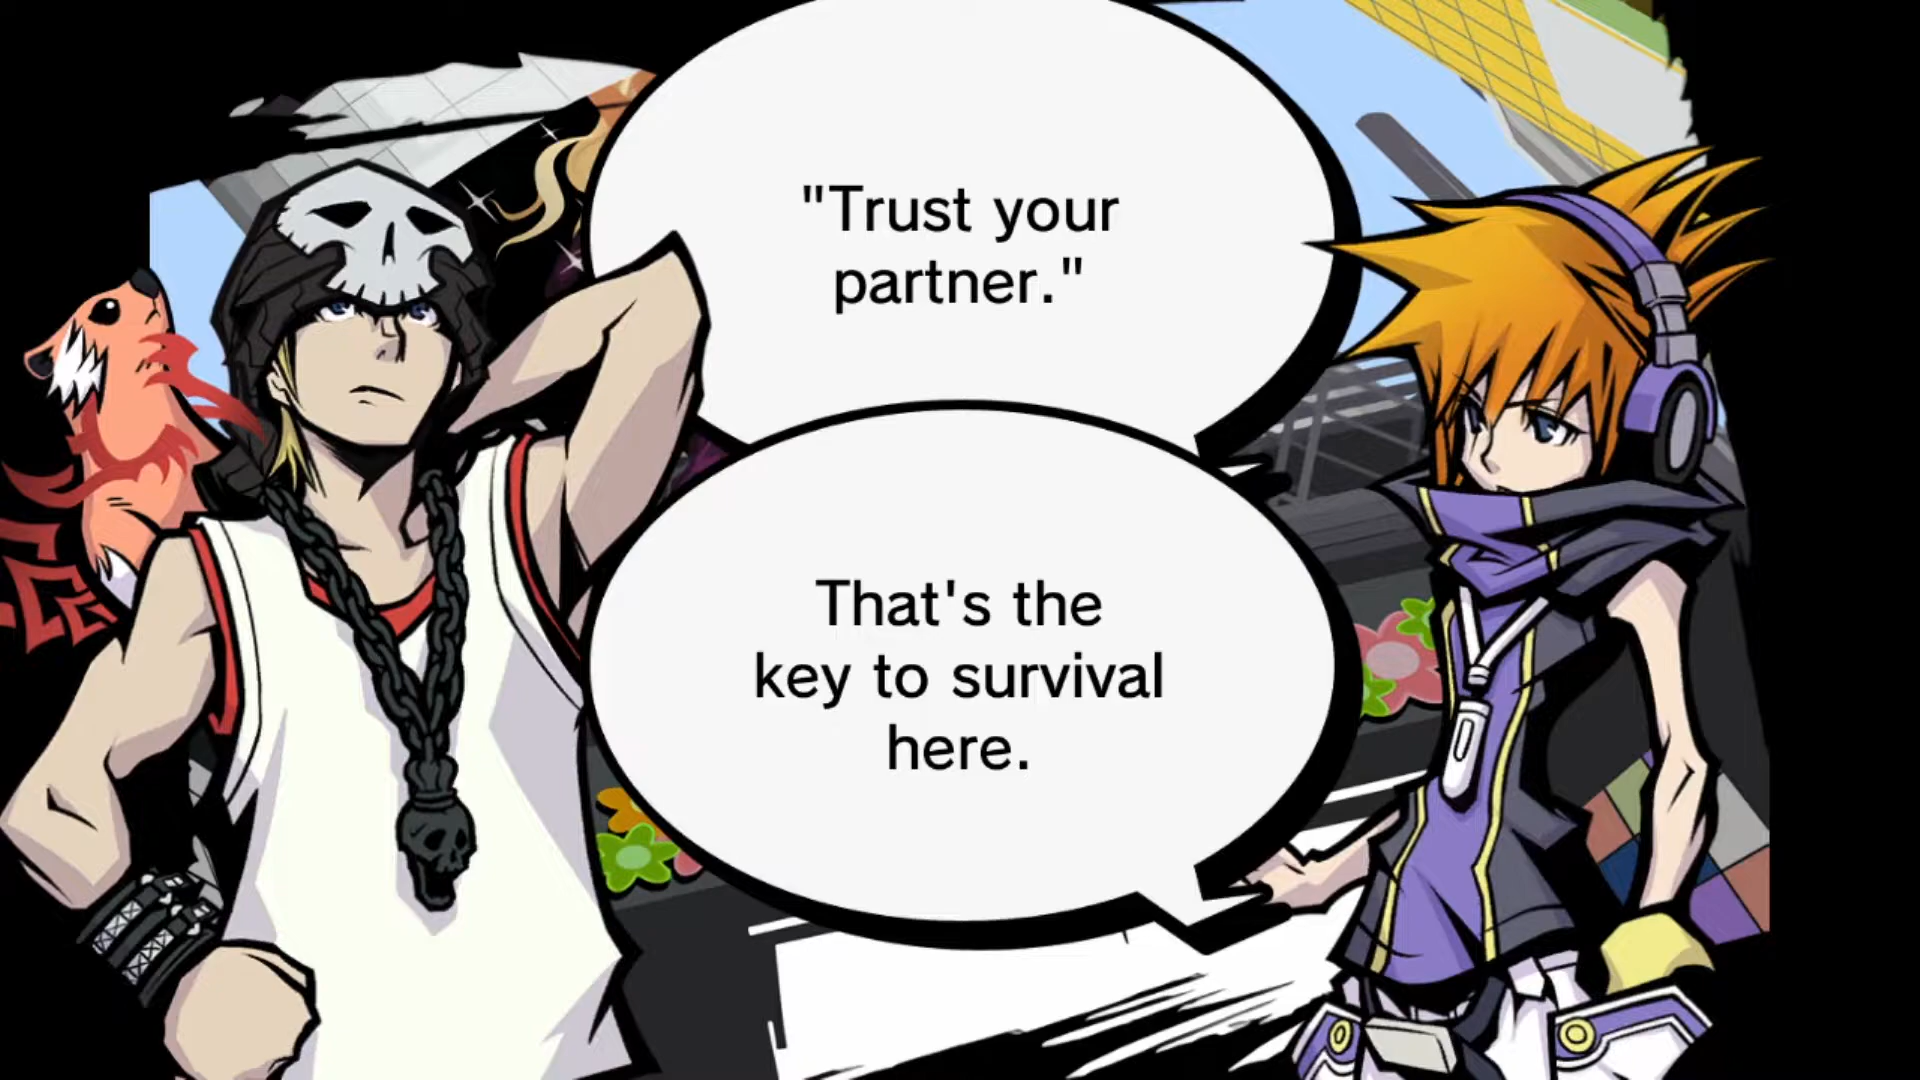 "Trust your
partner."
That's the
key to survival
here.